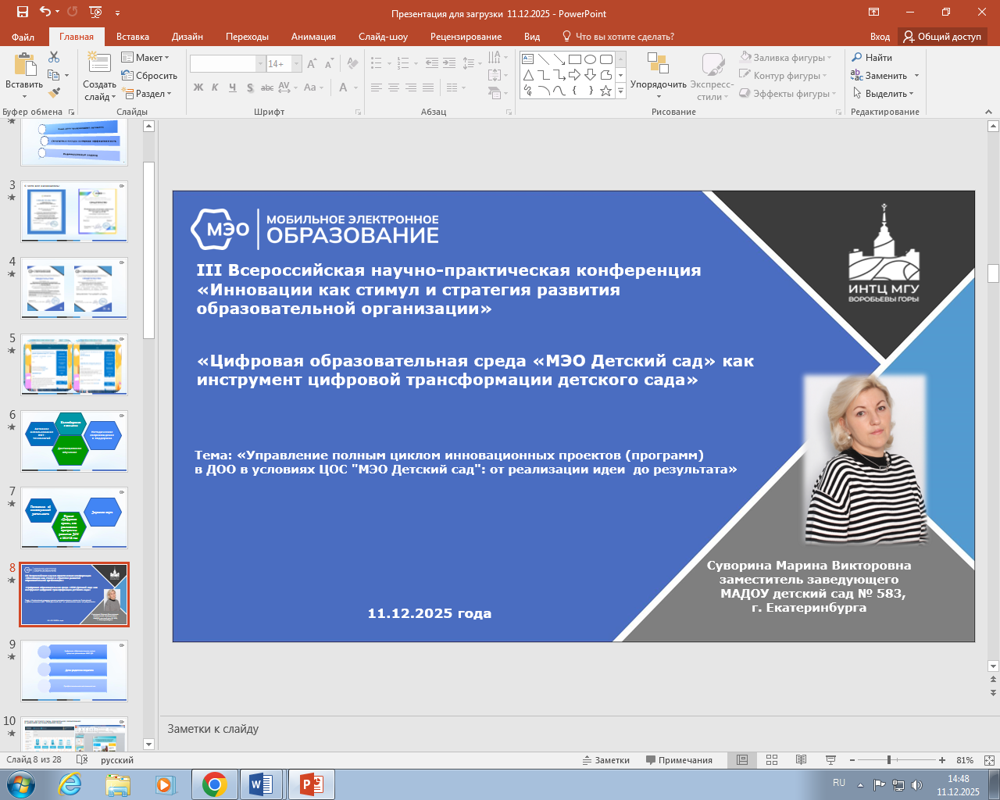 Презентация для загрузки 11.12.2025 - PowerPoint
Файл Главная Вставка Дизайн Переходы Анимация Слайд-шоу Рецензирование Вид Что вы хотите сделать? Вход Общий доступ
Вставить
Буфер обмена
Создать слайд
Макет
Сбросить
Раздел
Слайды
14+
Ж К Ч S abc AV Aa A
Шрифт
Абзац
Рисование
Упорядочить
Экспресс-стили
Заливка фигуры
Контур фигуры
Эффекты фигуры
Найти
Заменить
Выделить
Редактирование
3
4
5
6
7
8
9
10
МЭО
МОБИЛЬНОЕ ЭЛЕКТРОННОЕ
ОБРАЗОВАНИЕ
ИНТЦ МГУ
ВОРОБЬЕВЫ ГОРЫ
III Всероссийская научно-практическая конференция
«Инновации как стимул и стратегия развития
образовательной организации»
«Цифровая образовательная среда «МЭО Детский сад» как
инструмент цифровой трансформации детского сада»
Тема: «Управление полным циклом инновационных проектов (программ)
в ДОО в условиях ЦОС "МЭО Детский сад": от реализации идеи до результата»
Суворина Марина Викторовна
заместитель заведующего
МАДОУ детский сад № 583,
г. Екатеринбурга
11.12.2025 года
Заметки к слайду
Слайд 8 из 28 русский Заметки Примечания 81%
RU
14:48
11.12.2025